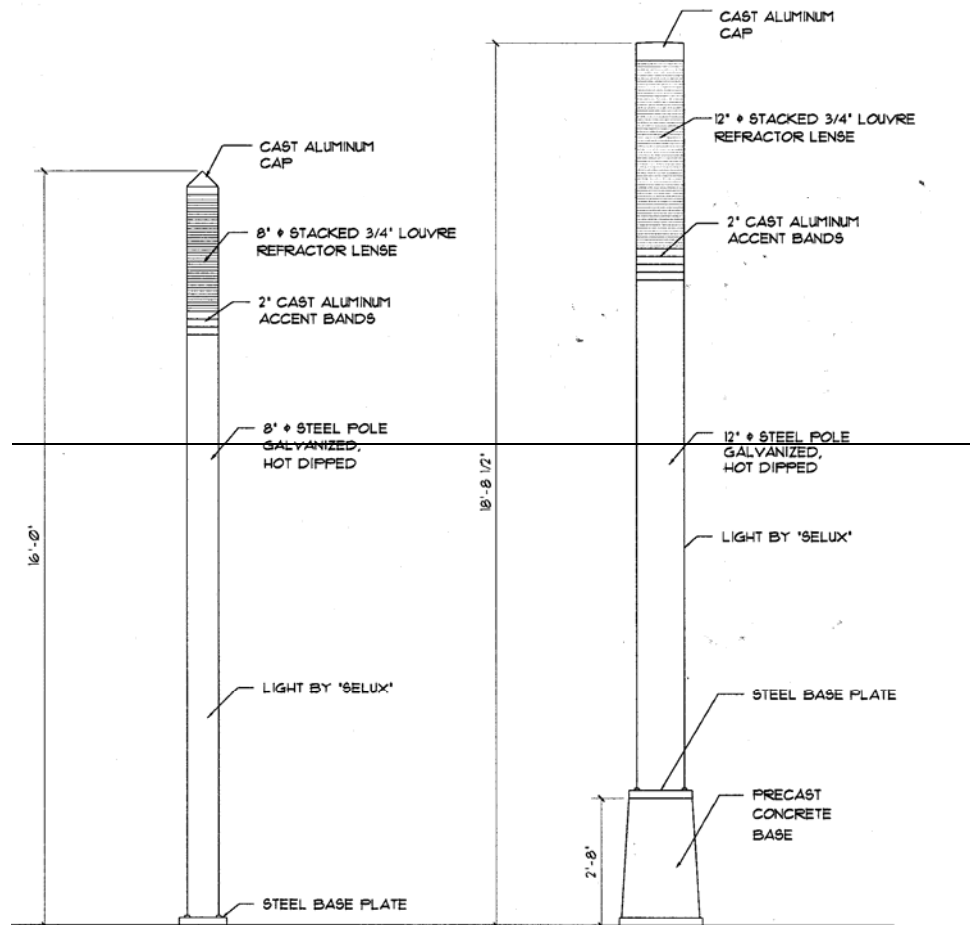 CAST ALUMINUM
CAP
8" ⌀ STACKED 3/4" LOUVRE
REFRACTOR LENSE
2" CAST ALUMINUM
ACCENT BANDS
8" ⌀ STEEL POLE
GALVANIZED,
HOT DIPPED
16'-0"
LIGHT BY "SELUX"
STEEL BASE PLATE
CAST ALUMINUM
CAP
12" ⌀ STACKED 3/4" LOUVRE
REFRACTOR LENSE
2" CAST ALUMINUM
ACCENT BANDS
12" ⌀ STEEL POLE
GALVANIZED,
HOT DIPPED
18'-8 1/2"
LIGHT BY "SELUX"
STEEL BASE PLATE
PRECAST
CONCRETE
BASE
2'-8"